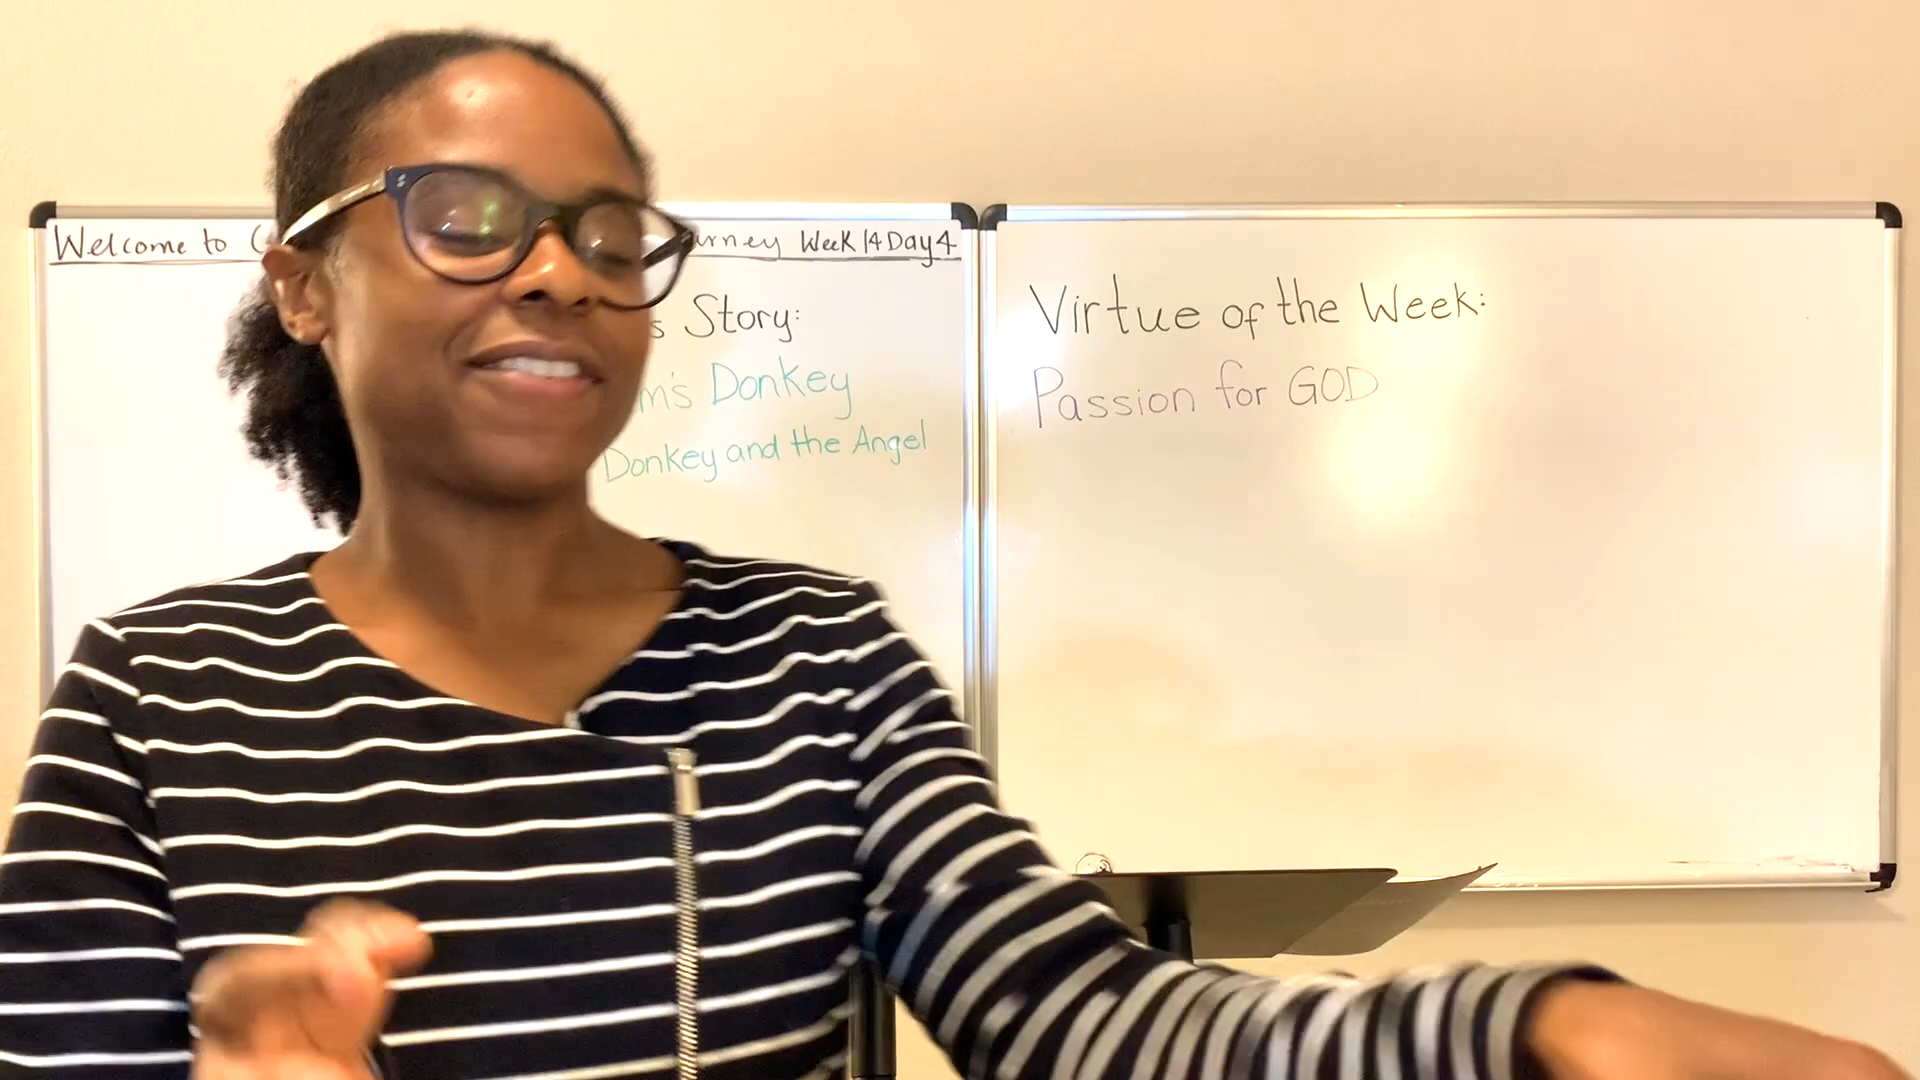 Welcome to Week 14 Day 4
Story:
Donkey
Donkey and the Angel
Virtue of the Week:
Passion for GOD